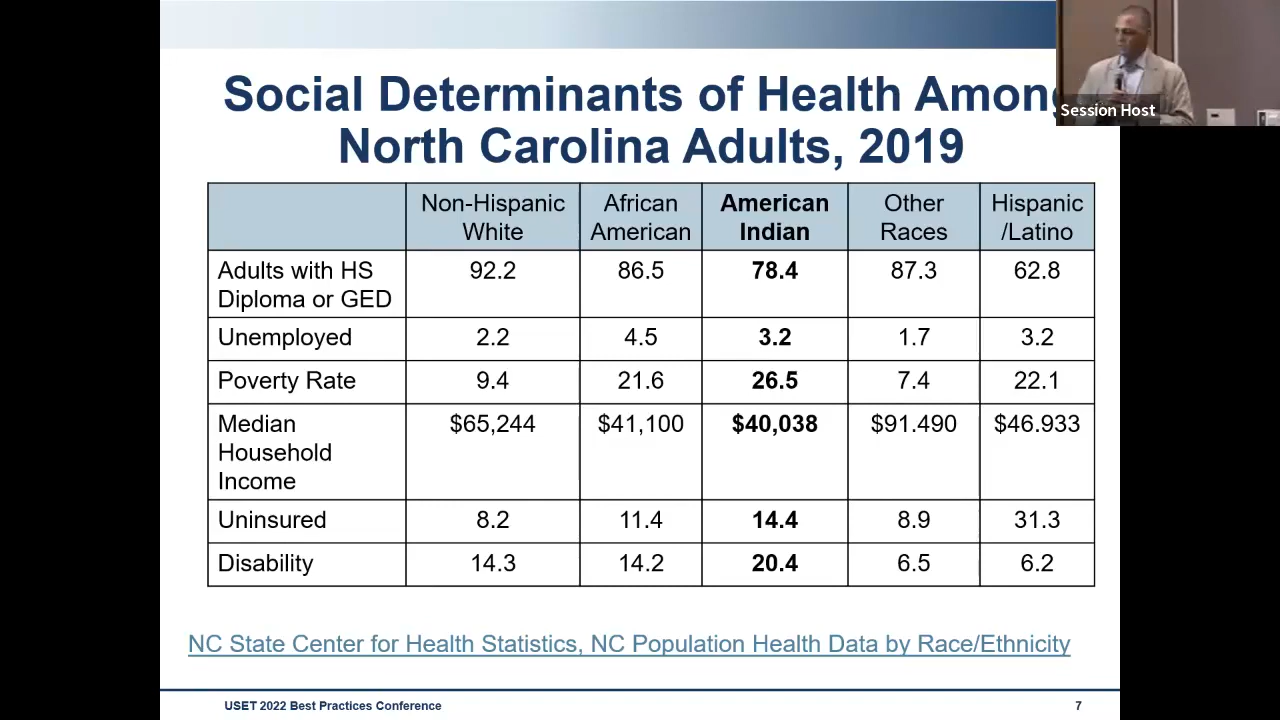 Social Determinants of Health Among
North Carolina Adults, 2019
Session Host
Non-Hispanic White African American American Indian Other Races Hispanic /Latino
Adults with HS Diploma or GED 92.2 86.5 78.4 87.3 62.8
Unemployed 2.2 4.5 3.2 1.7 3.2
Poverty Rate 9.4 21.6 26.5 7.4 22.1
Median Household Income $65,244 $41,100 $40,038 $91.490 $46.933
Uninsured 8.2 11.4 14.4 8.9 31.3
Disability 14.3 14.2 20.4 6.5 6.2
NC State Center for Health Statistics, NC Population Health Data by Race/Ethnicity
USET 2022 Best Practices Conference 7